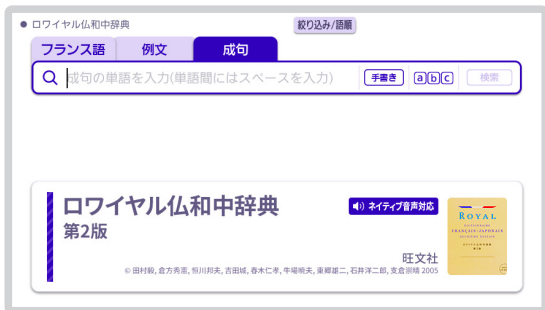 ● ロワイヤル仏和中辞典
絞り込み/語順
フランス語 例文 成句
成句の単語を入力(単語間にはスペースを入力)
手書き abc 検索
ロワイヤル仏和中辞典
第2版
ネイティブ音声対応
旺文社
© 田村毅, 倉方秀憲, 恒川邦夫, 吉田城, 春木仁孝, 牛場暁夫, 東郷雄二, 石井洋二郎, 支倉崇晴 2005
ROYAL
DICTIONNAIRE
FRANÇAIS-JAPONAIS